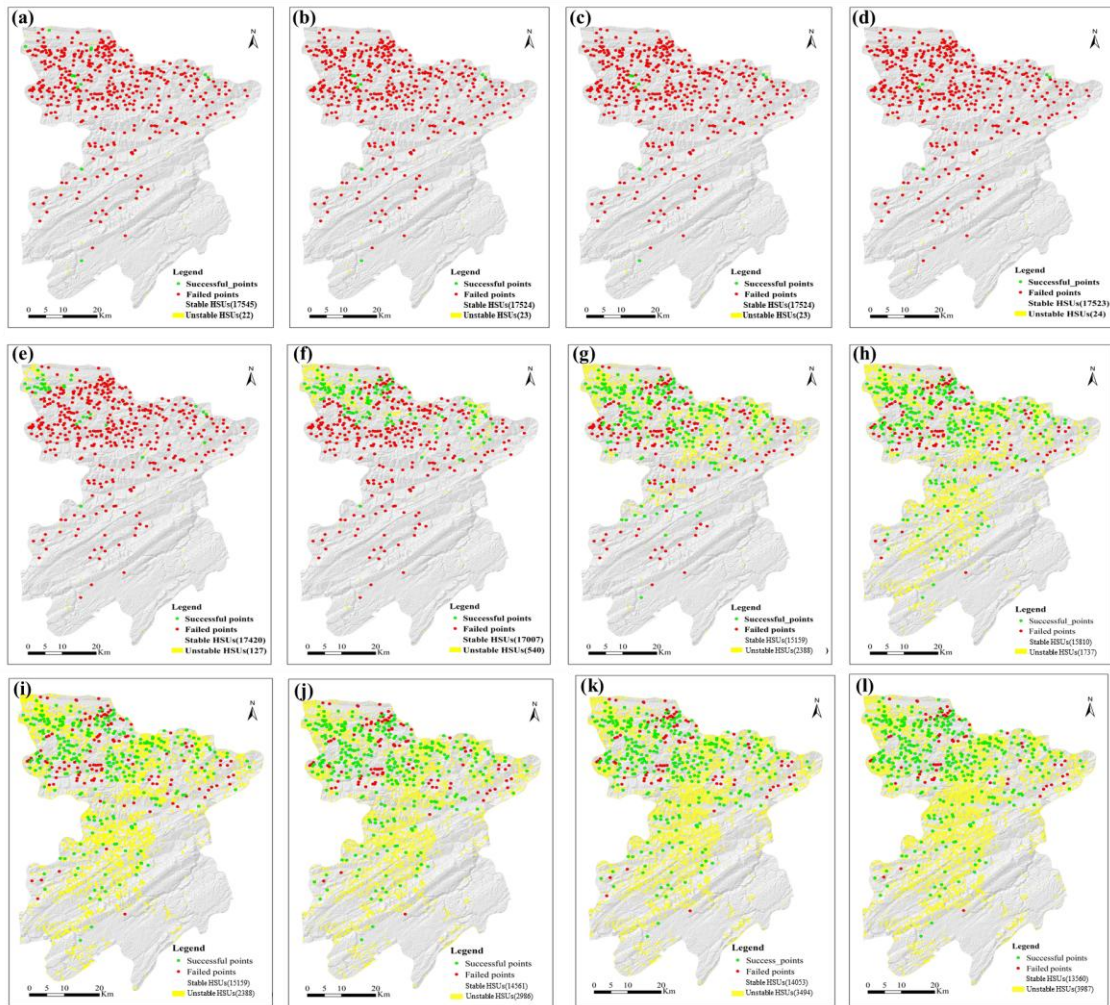 (a)
N
Legend
Successful_points
Failed points
Stable HSUs(17545)
Unstable HSUs(22)
0 5 10 20
Km
(b)
N
Legend
Successful points
Failed points
Stable HSUs(17524)
Unstable HSUs(23)
0 5 10 20
Km
(c)
N
Legend
Successful points
Failed points
Stable HSUs(17524)
Unstable HSUs(23)
0 5 10 20
Km
(d)
N
Legend
Successful points
Failed points
Stable HSUs(17523)
Unstable HSUs(24)
0 5 10 20
Km
(e)
N
Legend
Successful points
Failed points
Stable HSUs(17420)
Unstable HSUs(127)
0 5 10 20
Km
(f)
N
Legend
Successful points
Failed points
Stable HSUs(17007)
Unstable HSUs(540)
0 5 10 20
Km
(g)
N
Legend
Successful_points
Failed points
Stable HSUs(15159)
Unstable HSUs(2388) )
0 5 10 20
Km
(h)
N
Legend
Successful_points
Failed points
Stable HSUs(15810)
Unstable HSUs(1737)
0 5 10 20
Km
(i)
N
Legend
Successful points
Failed points
Stable HSUs(15159)
Unstable HSUs(2388)
0 5 10 20
Km
(j)
N
Legend
Successful points
Failed points
Stable HSUs(14561)
Unstable HSUs(2986)
0 5 10 20
Km
(k)
N
Legend
Success_points
Failed points
Stable HSUs(14053)
Unstable HSUs(3494)
0 5 10 20
Km
(l)
N
Legend
Successful points
Failed points
Stable HSUs(13560)
Unstable HSUs(3987)
0 5 10 20
Km